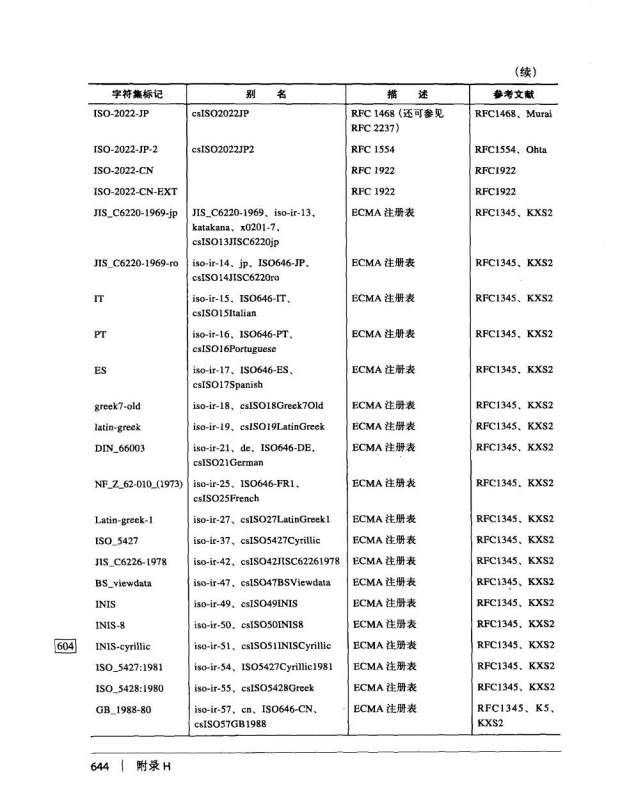 （续）
字符集标记 别 名 描 述 参考文献
ISO-2022-JP csISO2022JP RFC 1468 (还可参见 RFC1468、Murai
RFC 2237)
ISO-2022-JP-2 csISO2022JP2 RFC 1554 RFC1554、Ohta
ISO-2022-CN RFC 1922 RFC1922
ISO-2022-CN-EXT RFC 1922 RFC1922
JIS_C6220-1969-jp JIS_C6220-1969、iso-ir-13、 ECMA 注册表 RFC1345、KXS2
katakana、x0201-7、
csISO13JISC6220jp
JIS_C6220-1969-ro iso-ir-14、jp、ISO646-JP、 ECMA 注册表 RFC1345、KXS2
csISO14JISC6220ro
IT iso-ir-15、ISO646-IT、 ECMA 注册表 RFC1345、KXS2
csISO15Italian
PT iso-ir-16、ISO646-PT、 ECMA 注册表 RFC1345、KXS2
csISO16Portuguese
ES iso-ir-17、ISO646-ES、 ECMA 注册表 RFC1345、KXS2
csISO17Spanish
greek7-old iso-ir-18、csISO18Greek7Old ECMA 注册表 RFC1345、KXS2
latin-greek iso-ir-19、csISO19LatinGreek ECMA 注册表 RFC1345、KXS2
DIN_66003 iso-ir-21、de、ISO646-DE、 ECMA 注册表 RFC1345、KXS2
csISO21German
NF_Z_62-010_(1973) iso-ir-25、ISO646-FR1、 ECMA 注册表 RFC1345、KXS2
csISO25French
Latin-greek-1 iso-ir-27、csISO27LatinGreek1 ECMA 注册表 RFC1345、KXS2
ISO_5427 iso-ir-37、csISO5427Cyrillic ECMA 注册表 RFC1345、KXS2
JIS_C6226-1978 iso-ir-42、csISO42JISC62261978 ECMA 注册表 RFC1345、KXS2
BS_viewdata iso-ir-47、csISO47BSViewdata ECMA 注册表 RFC1345、KXS2
INIS iso-ir-49、csISO49INIS ECMA 注册表 RFC1345、KXS2
INIS-8 iso-ir-50、csISO50INIS8 ECMA 注册表 RFC1345、KXS2
604 INIS-cyrillic iso-ir-51、csISO51INISCyrillic ECMA 注册表 RFC1345、KXS2
ISO_5427:1981 iso-ir-54、ISO5427Cyrillic1981 ECMA 注册表 RFC1345、KXS2
ISO_5428:1980 iso-ir-55、csISO5428Greek ECMA 注册表 RFC1345、KXS2
GB_1988-80 iso-ir-57、cn、ISO646-CN、 ECMA 注册表 RFC1345、K5、
csISO57GB1988 KXS2
644 | 附录 H